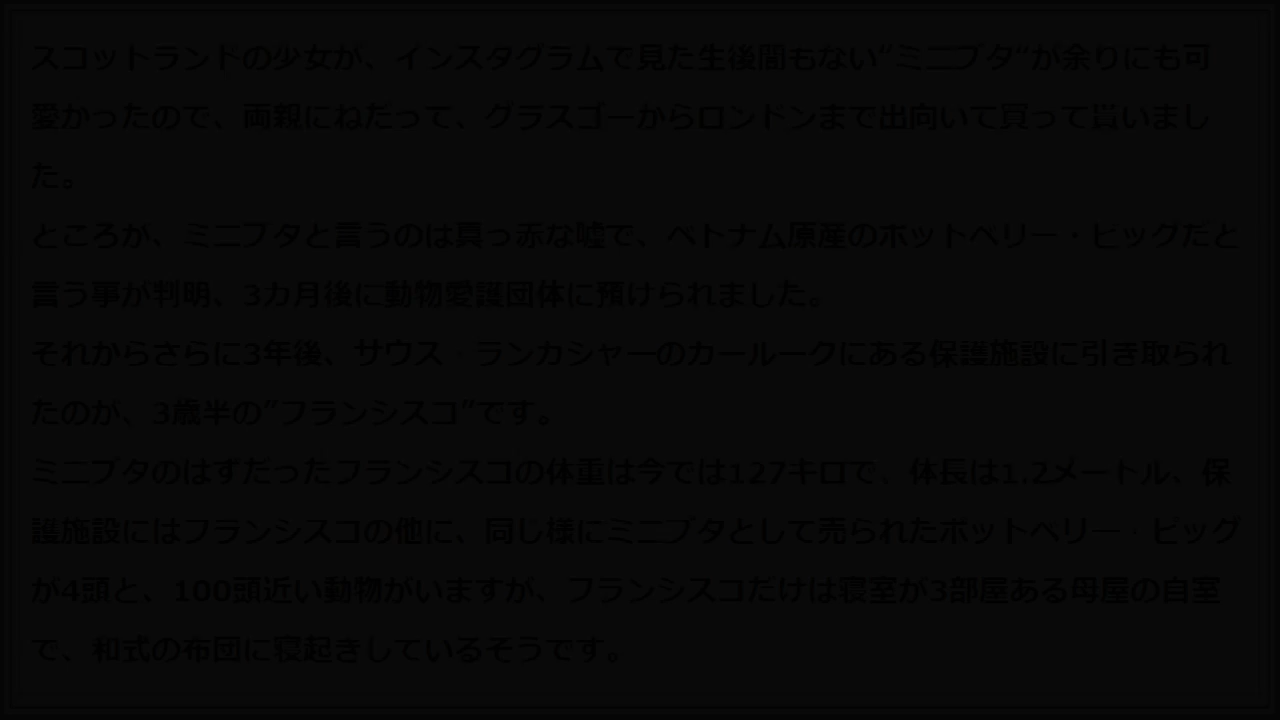 スコットランドの少女が、インスタグラムで見た生後間もない"ミニブタ"が余りにも可
愛かったので、両親にねだって、グラスゴーからロンドンまで出向いて買って貰いまし
た。
ところが、ミニブタと言うのは真っ赤な嘘で、ベトナム原産のポットベリー・ピッグだと
言う事が判明、3カ月後に動物愛護団体に預けられました。
それからさらに3年後、サウス・ランカシャーのカールークにある保護施設に引き取られ
たのが、3歳半の"フランシスコ"です。
ミニブタのはずだったフランシスコの体重は今では127キロで、体長は1.2メートル、保
護施設にはフランシスコの他に、同じ様にミニブタとして売られたポットベリー・ピッグ
が4頭と、100頭近い動物がいますが、フランシスコだけは寝室が3部屋ある母屋の自室
で、和式の布団に寝起きしているそうです。